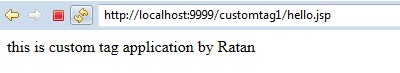 http://localhost:9999/customtag1/hello.jsp
this is custom tag application by Ratan